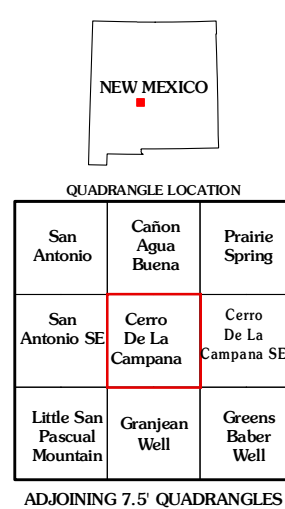 NEW MEXICO
QUADRANGLE LOCATION
San
Antonio
Cañon
Agua
Buena
Prairie
Spring
San
Antonio SE
Cerro
De La
Campana
Cerro
De La
Campana SE
Little San
Pascual
Mountain
Granjean
Well
Greens
Baber
Well
ADJOINING 7.5' QUADRANGLES